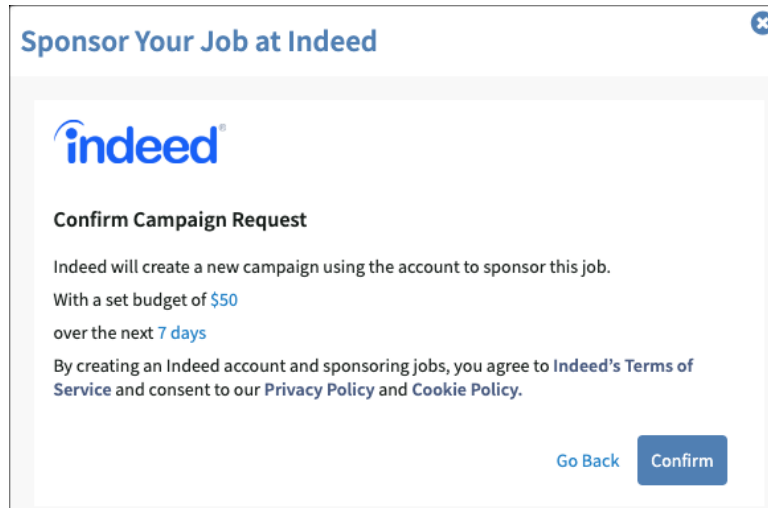 Sponsor Your Job at Indeed
indeed®
Confirm Campaign Request
Indeed will create a new campaign using the account to sponsor this job.
With a set budget of $50
over the next 7 days
By creating an Indeed account and sponsoring jobs, you agree to Indeed’s Terms of
Service and consent to our Privacy Policy and Cookie Policy.
Go Back Confirm